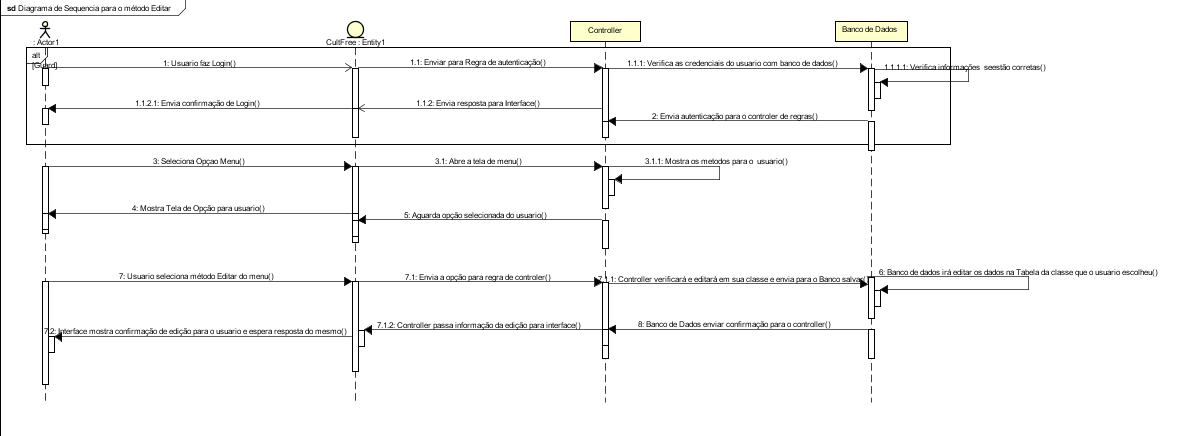 sd Diagrama de Sequencia para o método Editar
: Actor1
CultFree : Entity1
Controller
Banco de Dados
alt
[Guard]
1: Usuario faz Login()
1.1: Enviar para Regra de autenticação()
1.1.1: Verifica as credenciais do usuario com banco de dados()
1.1.1.1: Verifica informações seestão corretas()
1.1.2.1: Envia confirmação de Login()
1.1.2: Envia resposta para Interface()
2: Envia autenticação para o controler de regras()
3: Seleciona Opçao Menu()
3.1: Abre a tela de menu()
3.1.1: Mostra os metodos para o usuario()
4: Mostra Tela de Opção para usuario()
5: Aguarda opção selecionada do usuario()
7: Usuario seleciona método Editar do menu()
7.1: Envia a opção para regra de controler()
7.1.1: Controller verificará e editará em sua classe e envia para o Banco salvar()
6: Banco de dados irá editar os dados na Tabela da classe que o usuario escolheu()
7.2: Interface mostra confirmação de edição para o usuario e espera resposta do mesmo()
7.1.2: Controller passa informação da edição para interface()
8: Banco de Dados enviar confirmação para o controller()